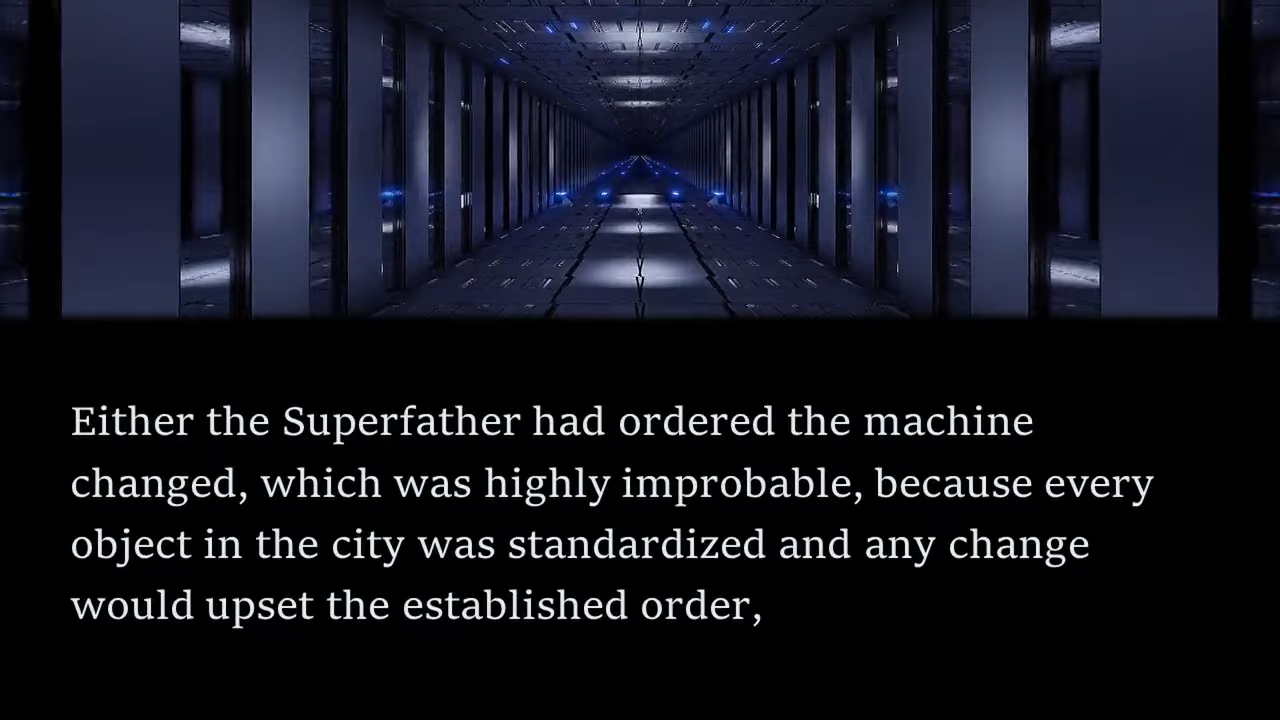 Either the Superfather had ordered the machine
changed, which was highly improbable, because every
object in the city was standardized and any change
would upset the established order,